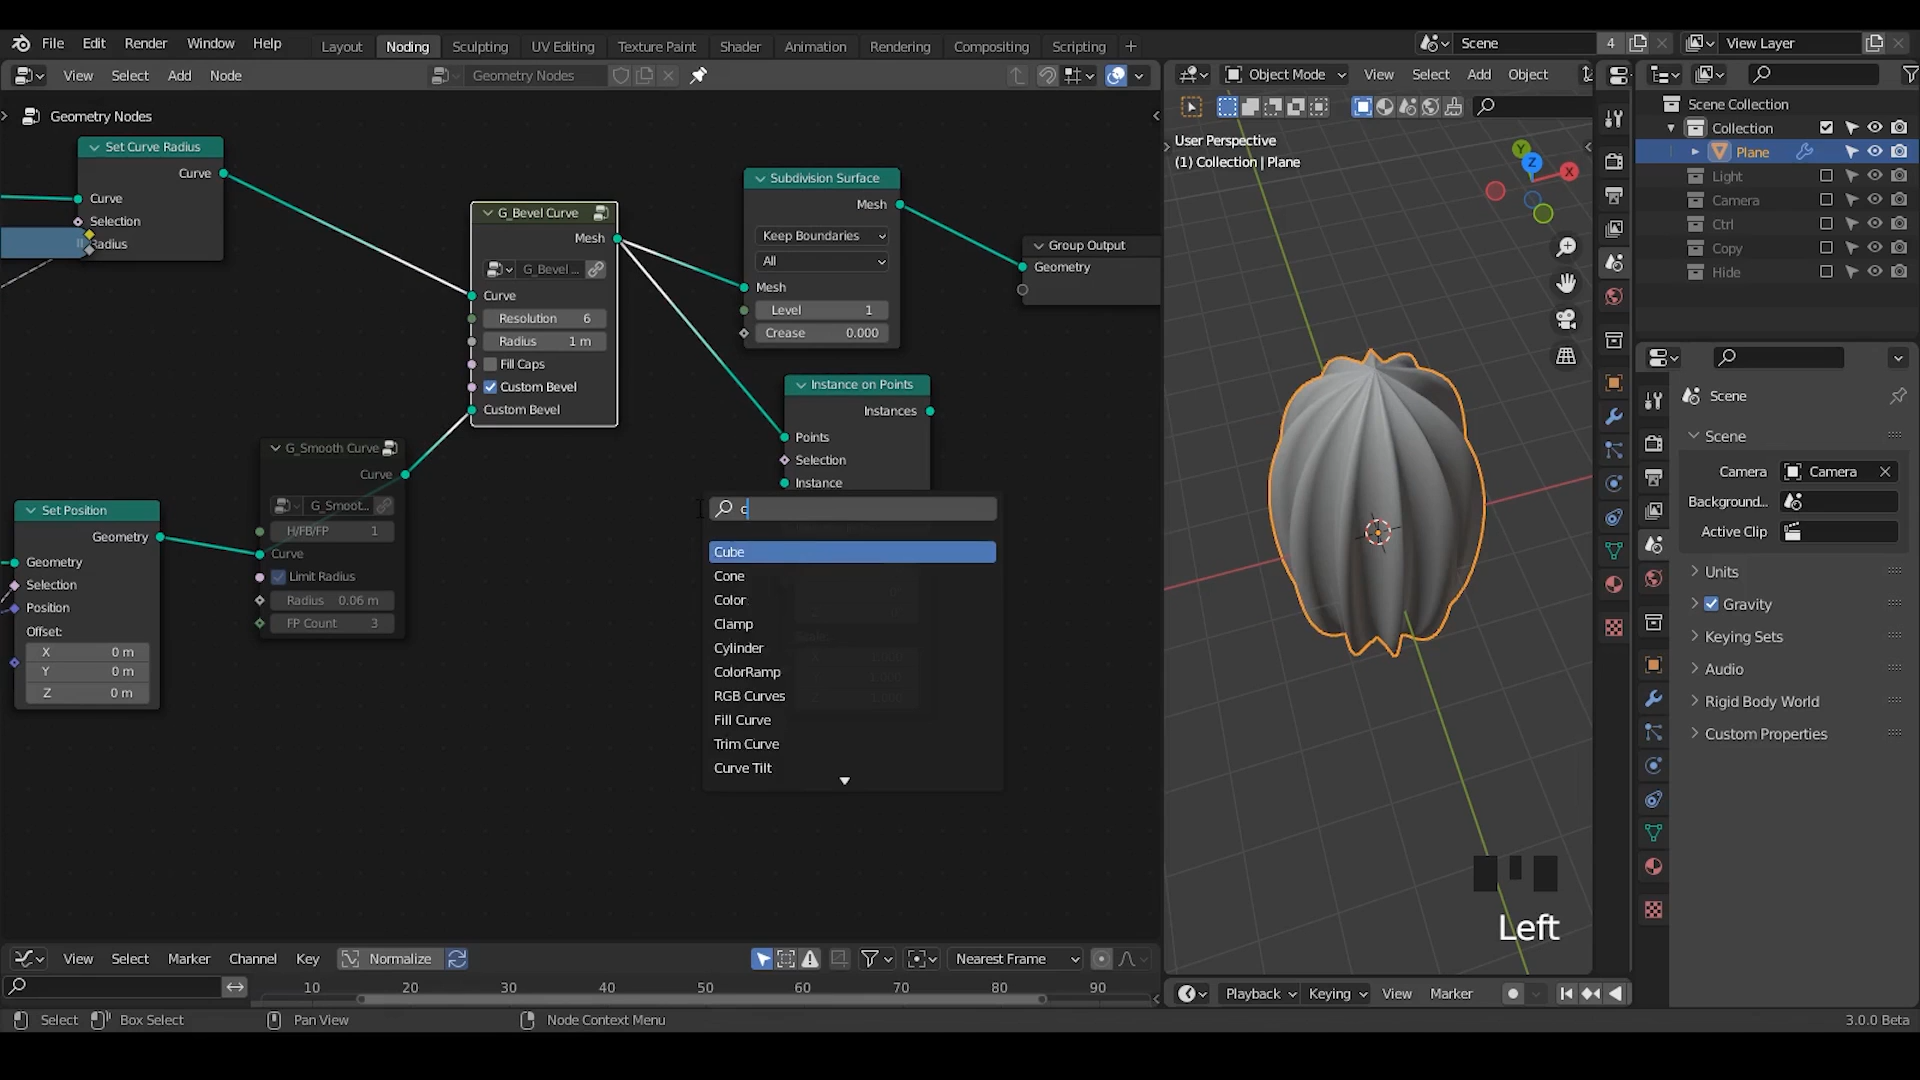 File Edit Render Window Help Layout Noding Sculpting UV Editing Texture Paint Shader Animation Rendering Compositing Scripting Scene 4 View Layer
View Select Add Node Geometry Nodes
Object Mode View Select Add Object
Geometry Nodes
Set Curve Radius
Curve
Curve
Selection
Radius
G_Bevel Curve
Mesh
G_Bevel ...
Curve
Resolution 6
Radius 1 m
Fill Caps
Custom Bevel
Custom Bevel
Subdivision Surface
Mesh
Keep Boundaries
All
Mesh
Level 1
Crease 0.000
Group Output
Geometry
Instance on Points
Instances
Points
Selection
Instance
G_Smooth Curve
Curve
G_Smoot...
H/FB/FP 1
Curve
Limit Radius
Radius 0.06 m
FP Count 3
Set Position
Geometry
Geometry
Selection
Position
Offset:
X 0 m
Y 0 m
Z 0 m
c
Cube
Cone
Color
Clamp
Cylinder
ColorRamp
RGB Curves
Fill Curve
Trim Curve
Curve Tilt
User Perspective
(1) Collection | Plane
Y
Z
X
Left
Scene Collection
Collection
Plane
Light
Camera
Ctrl
Copy
Hide
Scene
Scene
Camera Camera
Background...
Active Clip
Units
Gravity
Keying Sets
Audio
Rigid Body World
Custom Properties
View Select Marker Channel Key Normalize Nearest Frame
10 20 30 40 50 60 70 80 90
Playback Keying View Marker
Select Box Select Pan View Node Context Menu 3.0.0 Beta